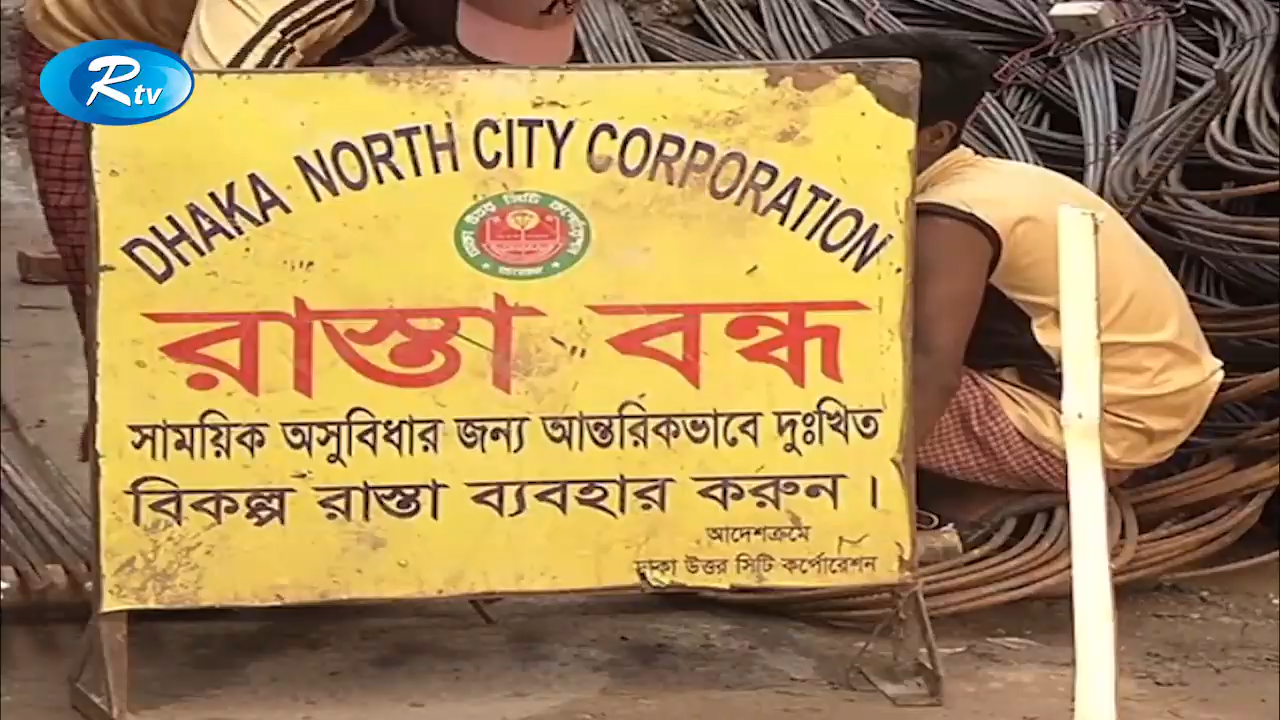 Rtv
DHAKA NORTH CITY CORPORATION
রাস্তা বন্ধ
সাময়িক অসুবিধার জন্য আন্তরিকভাবে দুঃখিত
বিকল্প রাস্তা ব্যবহার করুন।
আদেশক্রমে
ঢাকা উত্তর সিটি কর্পোরেশন